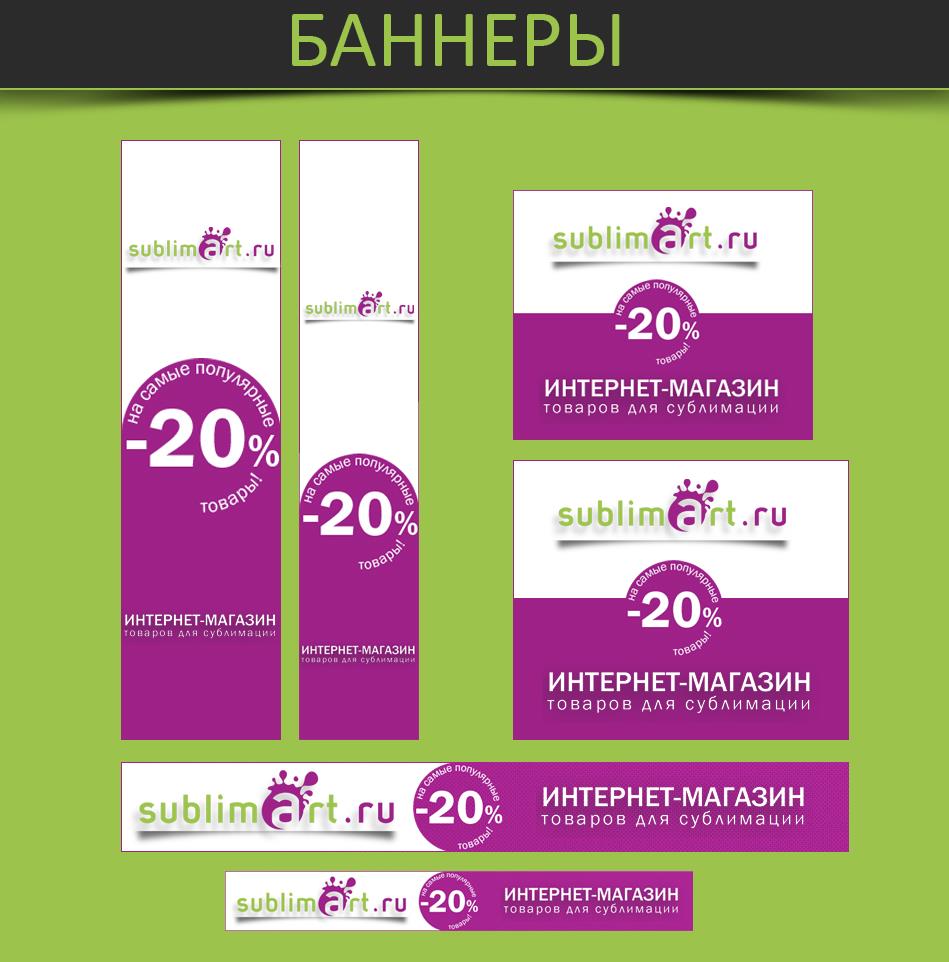 БАННЕРЫ
sublimart.ru
на самые популярные
-20%
товары!
ИНТЕРНЕТ-МАГАЗИН
товаров для сублимации
sublimart.ru
на самые популярные
-20%
товары!
ИНТЕРНЕТ-МАГАЗИН
товаров для сублимации
sublimart.ru
на самые популярные
-20%
товары!
ИНТЕРНЕТ-МАГАЗИН
товаров для сублимации
sublimart.ru
на самые популярные
-20%
товары!
ИНТЕРНЕТ-МАГАЗИН
товаров для сублимации
sublimart.ru
на самые популярные
-20%
товары!
ИНТЕРНЕТ-МАГАЗИН
товаров для сублимации
sublimart.ru
на самые популярные
-20%
товары!
ИНТЕРНЕТ-МАГАЗИН
товаров для сублимации